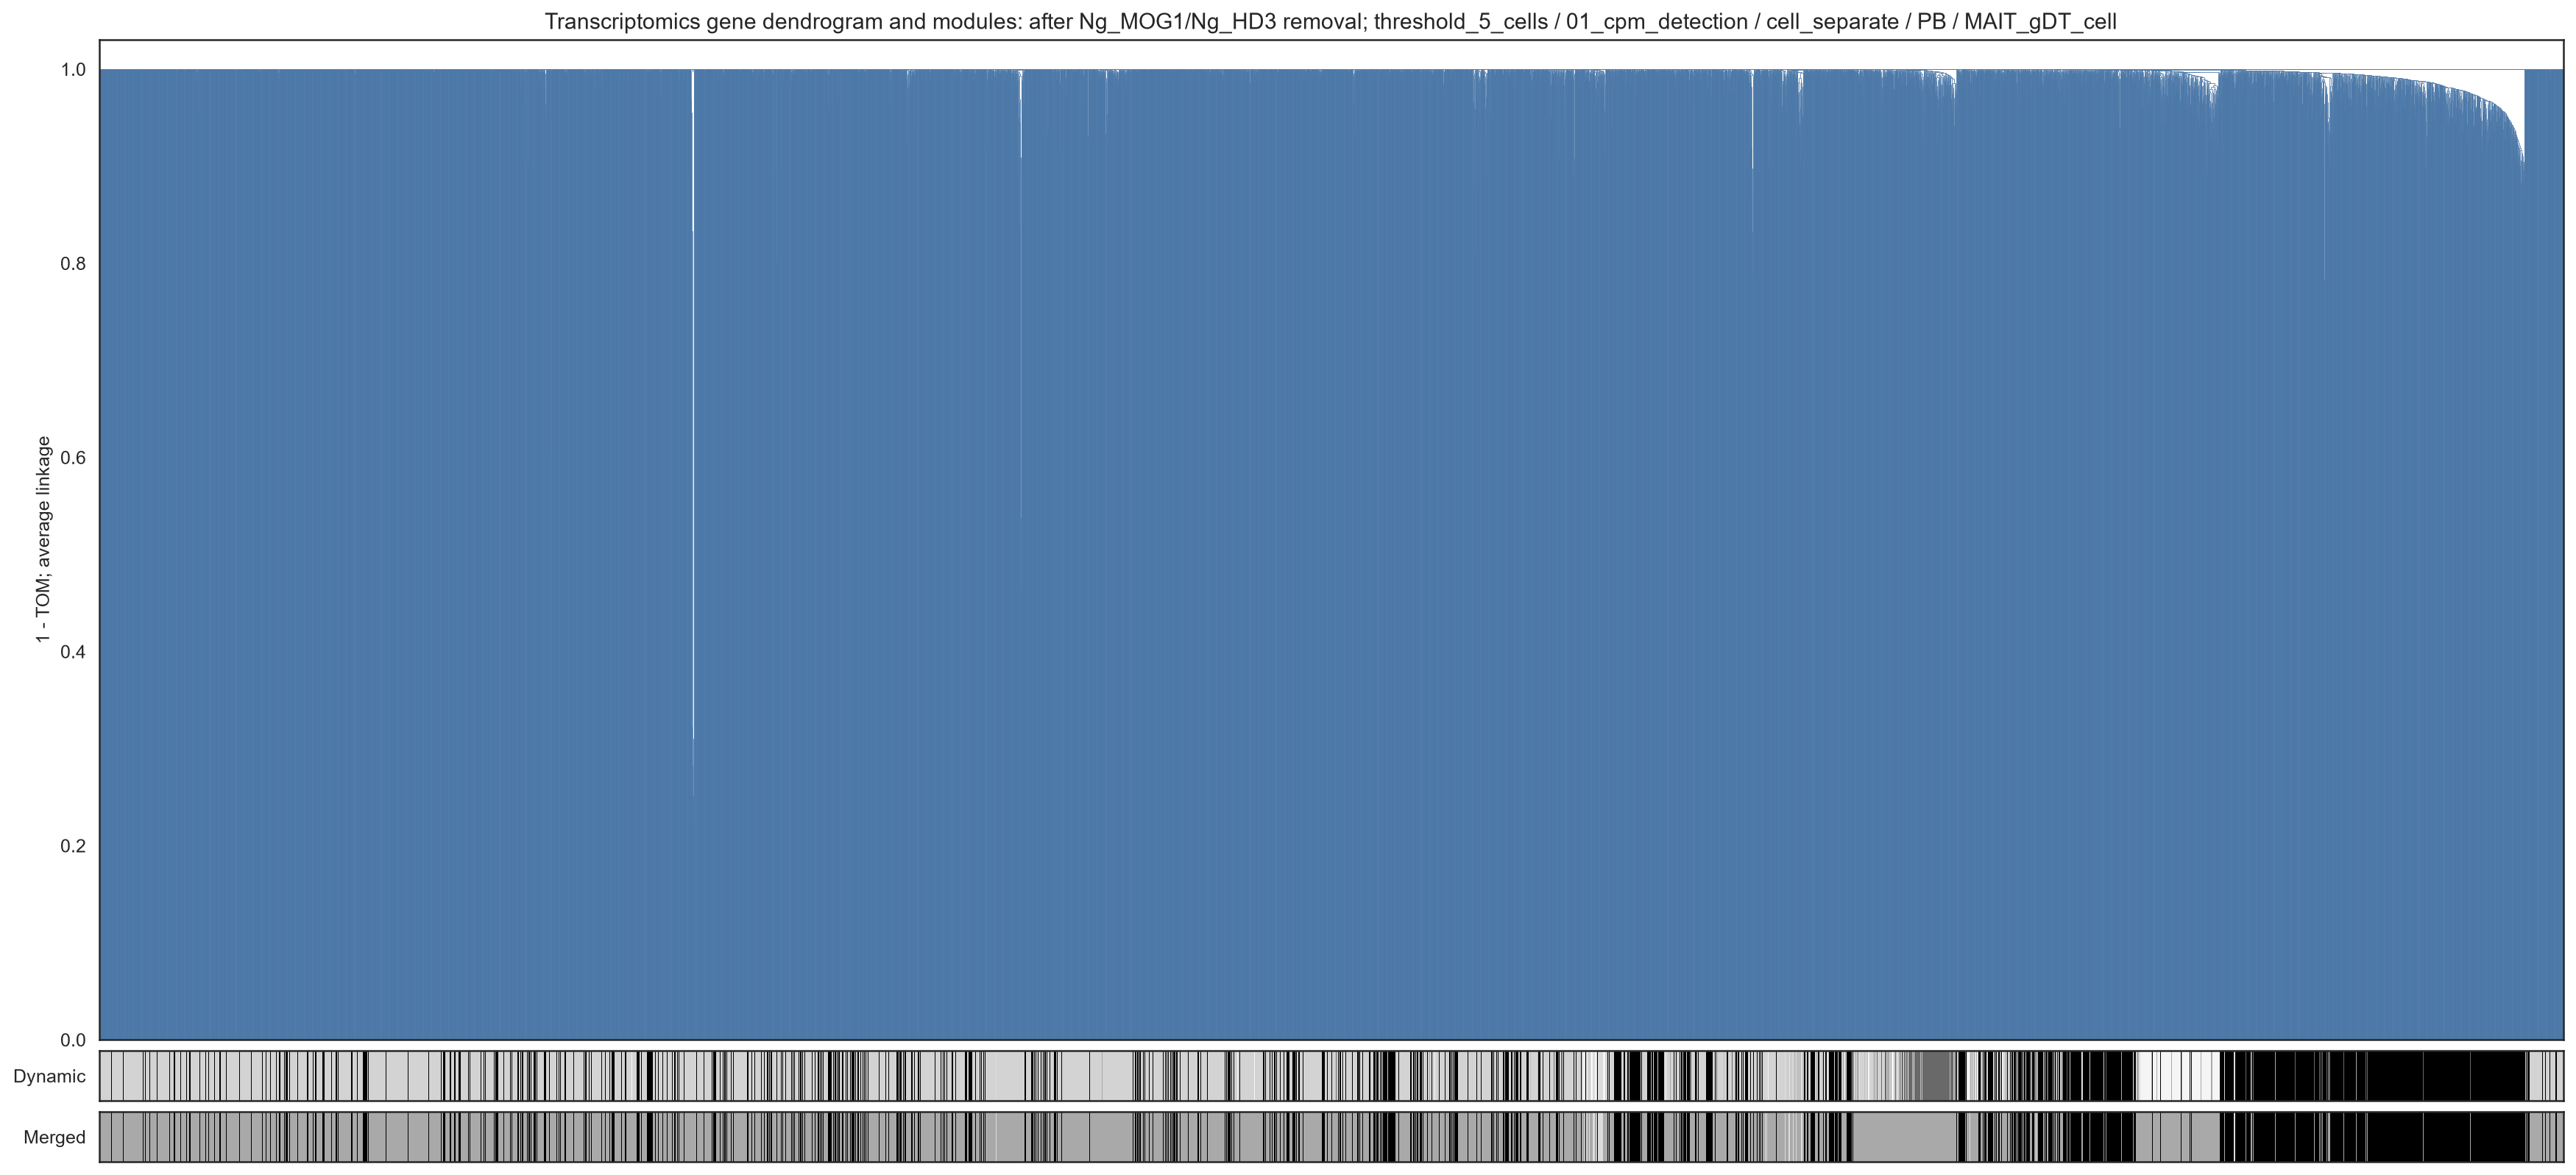 Transcriptomics gene dendrogram and modules: after Ng_MOG1/Ng_HD3 removal; threshold_5_cells / 01_cpm_detection / cell_separate / PB / MAIT_gDT_cell
1.0
0.8
0.6
0.4
0.2
0.0
1 - TOM; average linkage
Dynamic
Merged